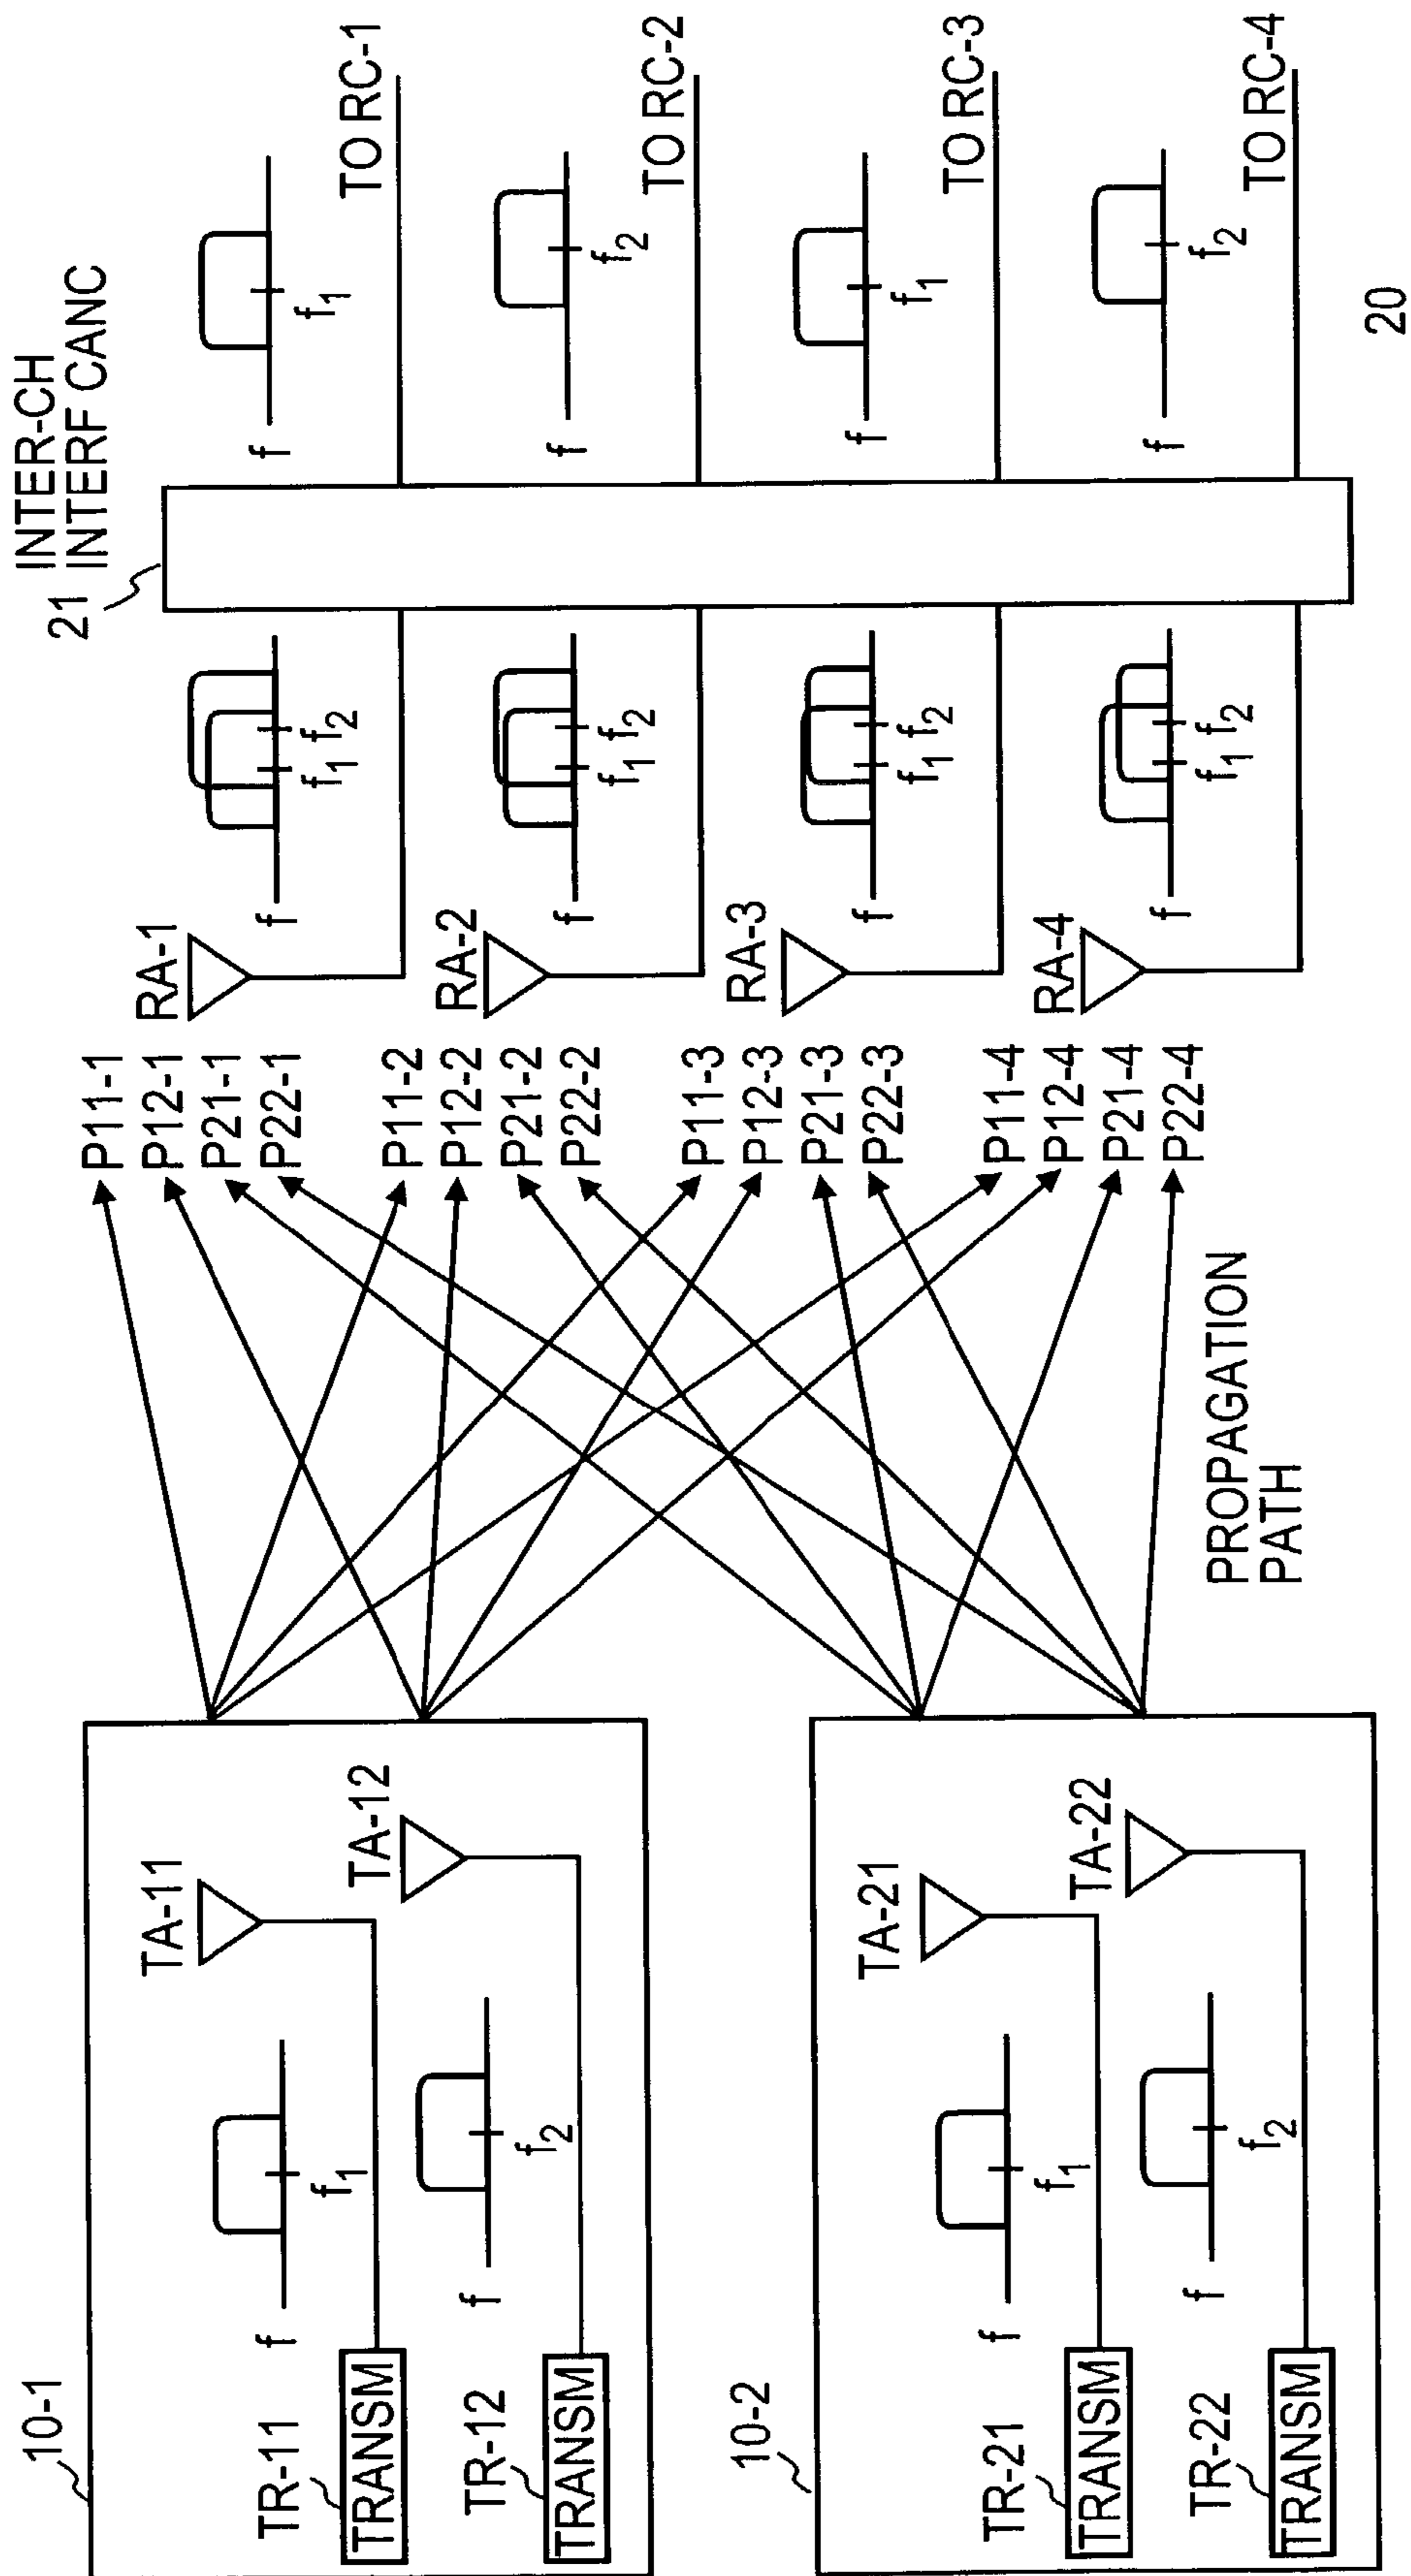 10-1
TR-11
TRANSM
f
f1
TA-11
TR-12
TRANSM
f
f2
TA-12
10-2
TR-21
TRANSM
f
f1
TA-21
TR-22
TRANSM
f
f2
TA-22
PROPAGATION
PATH
P11-1
P12-1
P21-1
P22-1
P11-2
P12-2
P21-2
P22-2
P11-3
P12-3
P21-3
P22-3
P11-4
P12-4
P21-4
P22-4
RA-1
f
f1 f2
RA-2
f
f1 f2
RA-3
f
f1 f2
RA-4
f
f1 f2
INTER-CH
21 INTERF CANC
f
f1
TO RC-1
f
f2
TO RC-2
f
f1
TO RC-3
f
f2
TO RC-4
20